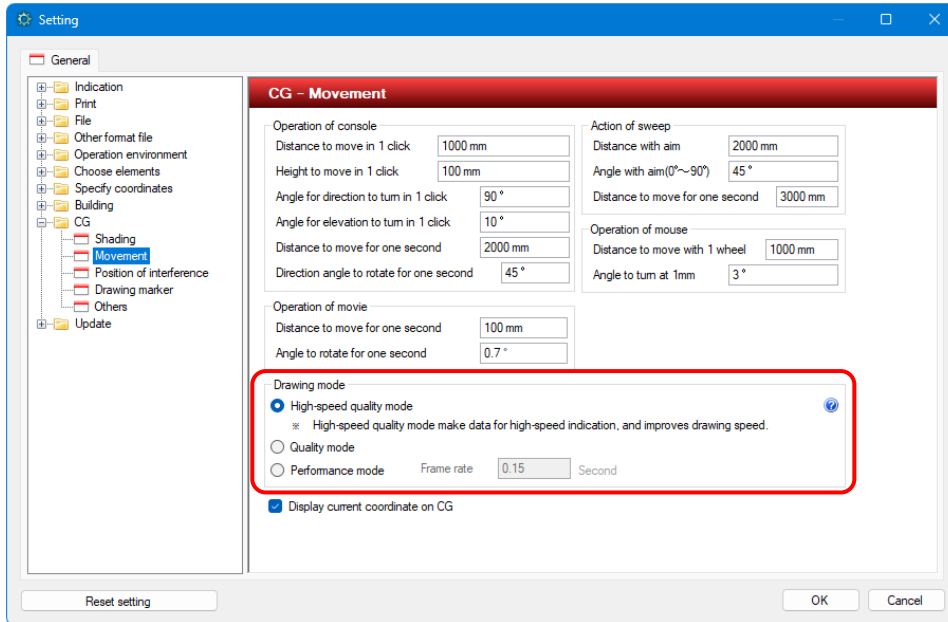 Setting
General
Indication
Print
File
Other format file
Operation environment
Choose elements
Specify coordinates
Building
CG
Shading
Movement
Position of interference
Drawing marker
Others
Update
CG - Movement
Operation of console
Distance to move in 1 click 1000 mm
Height to move in 1 click 100 mm
Angle for direction to turn in 1 click 90 °
Angle for elevation to turn in 1 click 10 °
Distance to move for one second 2000 mm
Direction angle to rotate for one second 45 °
Action of sweep
Distance with aim 2000 mm
Angle with aim(0°～90°) 45 °
Distance to move for one second 3000 mm
Operation of mouse
Distance to move with 1 wheel 1000 mm
Angle to turn at 1mm 3 °
Operation of movie
Distance to move for one second 100 mm
Angle to rotate for one second 0.7 °
Drawing mode
High-speed quality mode
※ High-speed quality mode make data for high-speed indication, and improves drawing speed.
Quality mode
Performance mode Frame rate 0.15 Second
Display current coordinate on CG
Reset setting OK Cancel